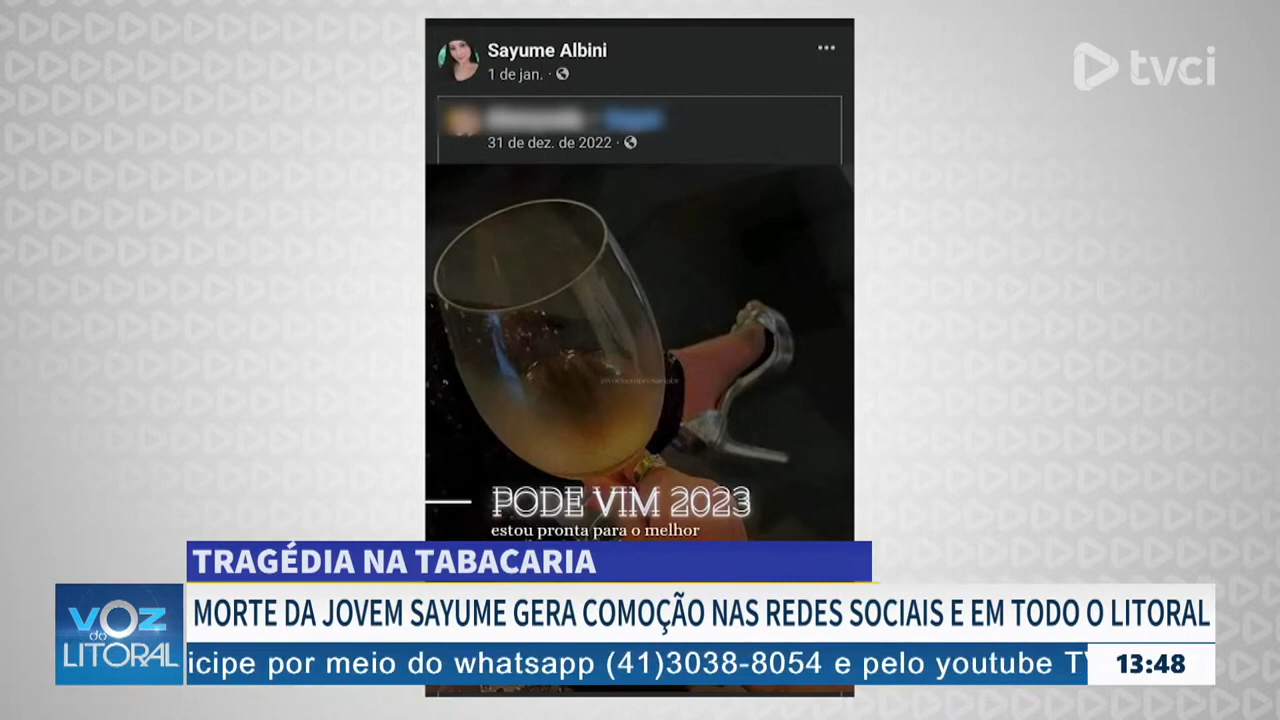 Sayume Albini
1 de jan.
tvci
31 de dez. de 2022
PODE VIM 2023
estou pronta para o melhor
TRAGÉDIA NA TABACARIA
MORTE DA JOVEM SAYUME GERA COMOÇÃO NAS REDES SOCIAIS E EM TODO O LITORAL
VOZ
do
LITORAL
icipe por meio do whatsapp (41)3038-8054 e pelo youtube
13:48